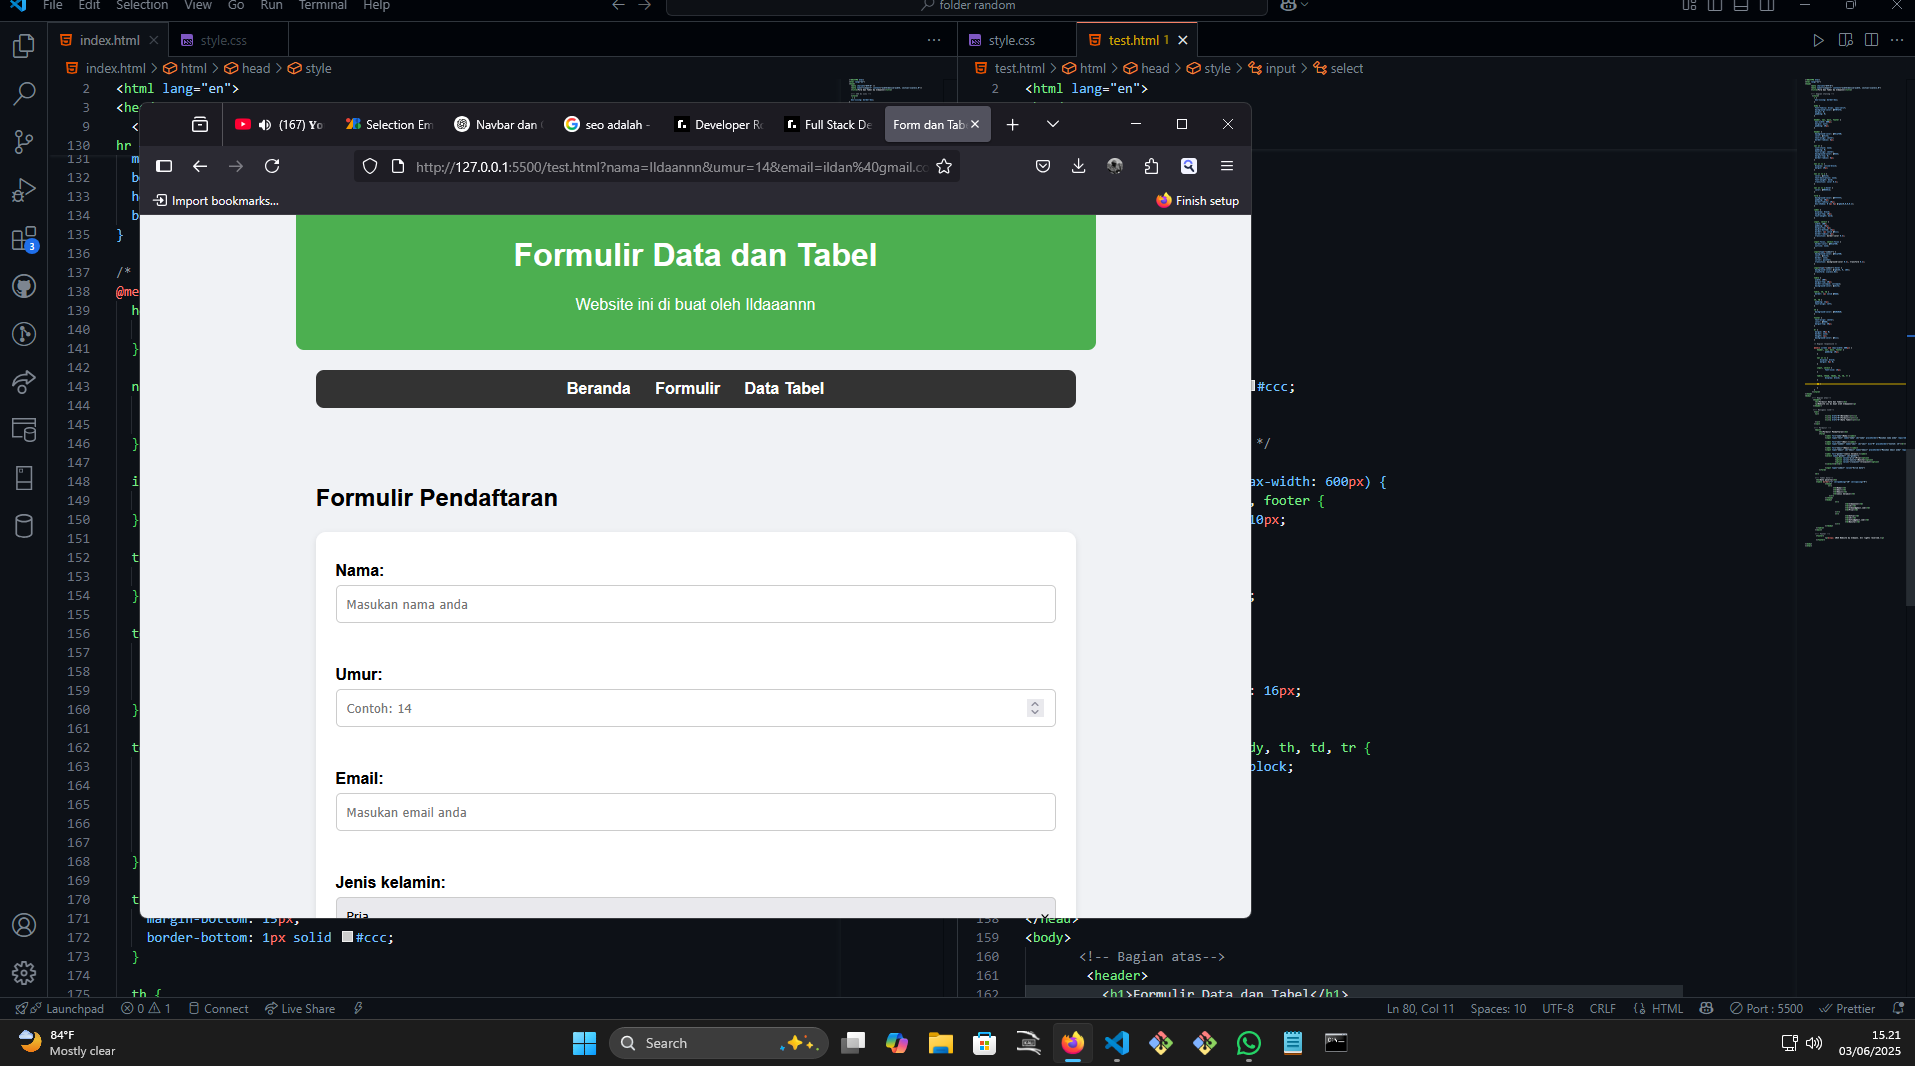 File Edit Selection View Go Run Terminal Help
folder random
index.html
style.css
style.css
test.html 1
index.html > html > head > style
test.html > html > head > style > input > select
2 <html lang="en">
3 <he
9 <
130 hr
131 m
132 b
133 h
134 b
135 }
136
137 /*
138 @me
139 h
140
141 }
142
143 n
144
145
146 }
147
148 i
149
150 }
151
152 t
153
154 }
155
156 t
157
158
159
160 }
161
162 t
163
164
165
166
167
168 }
169
170 t
171 margin-bottom: 15px;
172 border-bottom: 1px solid #ccc;
173 }
174
175 th {
2 <html lang="en">
#ccc;
*/
ax-width: 600px) {
, footer {
10px;
;
: 16px;
dy, th, td, tr {
block;
158 </head>
159 <body>
160 <!-- Bagian atas-->
161 <header>
162 <h1>Formulir Data dan Tabel</h1>
(167) Yo
Selection Em
Navbar dan
seo adalah -
Developer Ro
Full Stack De
Form dan Tab
http://127.0.0.1:5500/test.html?nama=Ildaannn&umur=14&email=ildan%40gmail.co
Import bookmarks...
Finish setup
Formulir Data dan Tabel
Website ini di buat oleh Ildaaannn
Beranda Formulir Data Tabel
Formulir Pendaftaran
Nama:
Masukan nama anda
Umur:
Contoh: 14
Email:
Masukan email anda
Jenis kelamin:
Pria
3
Launchpad 0 1 Connect Live Share
Ln 80, Col 11 Spaces: 10 UTF-8 CRLF HTML Port : 5500 Prettier
84°F
Mostly clear
Search
15.21
03/06/2025